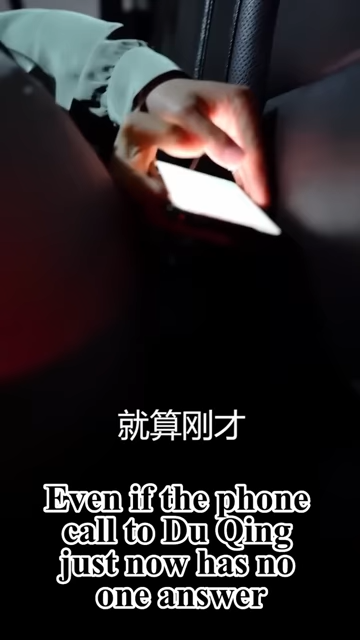 就算刚才
Even if the phone
call to Du Qing
just now has no
one answer